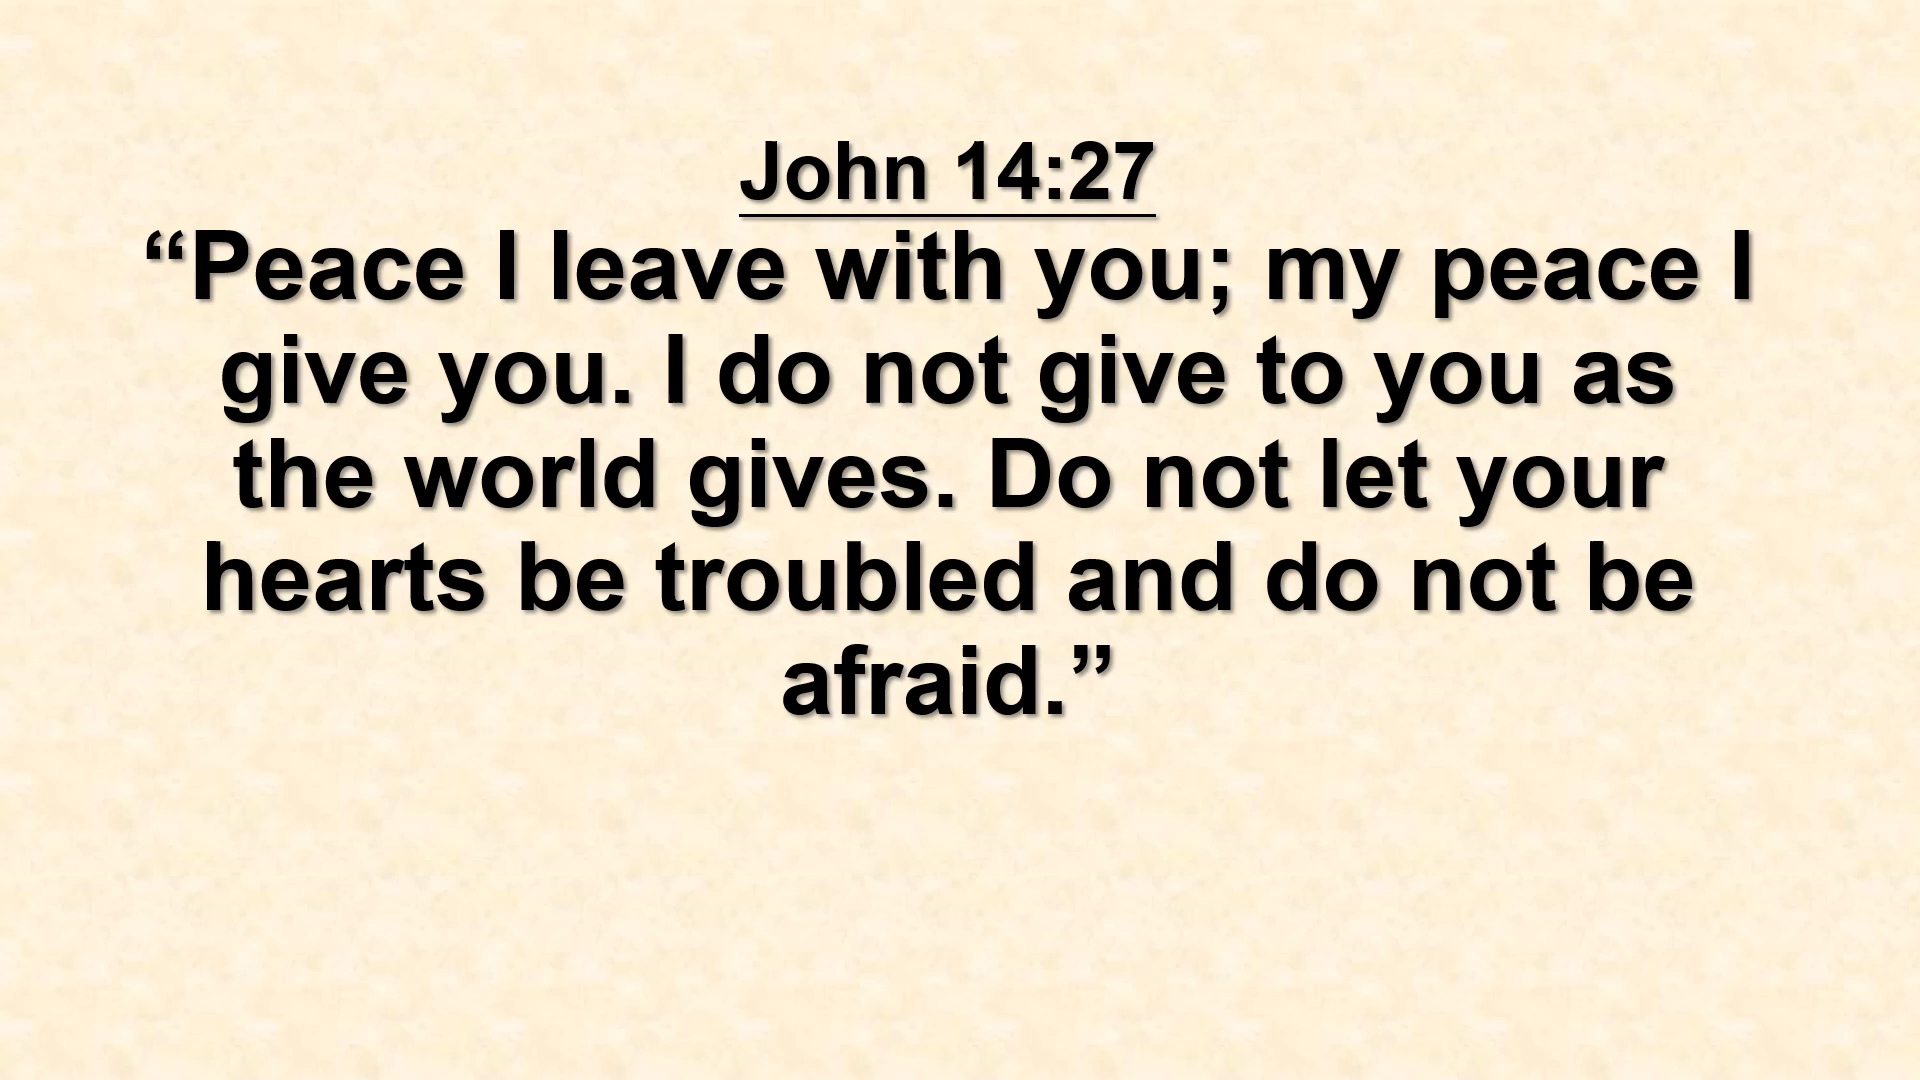 John 14:27
“Peace I leave with you; my peace I
give you. I do not give to you as
the world gives. Do not let your
hearts be troubled and do not be
afraid.”